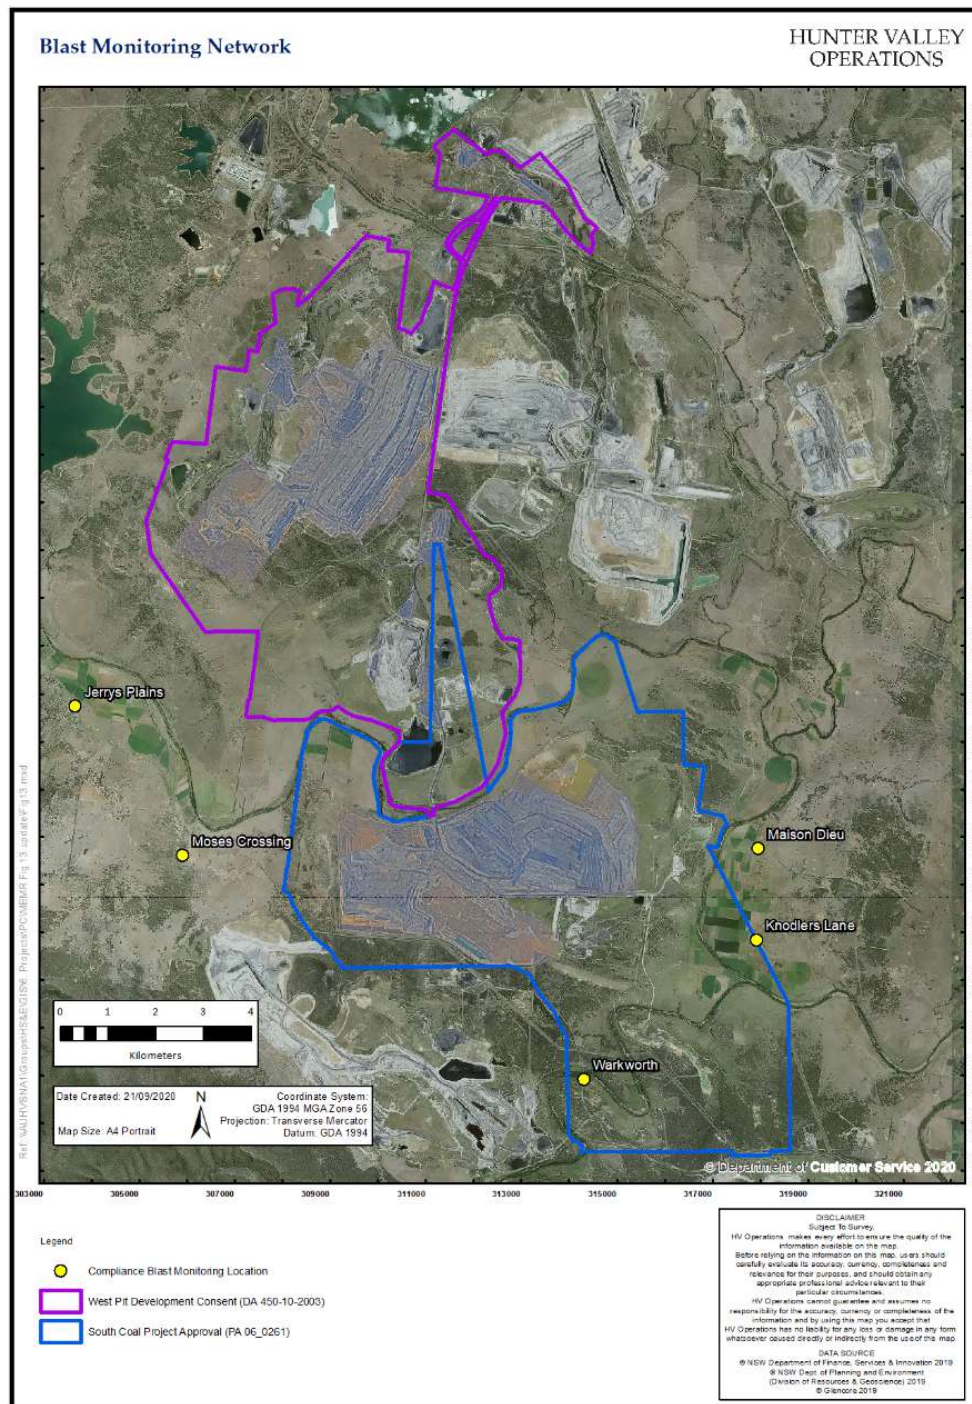 Blast Monitoring Network
HUNTER VALLEY
OPERATIONS
Jerrys Plains
Moses Crossing
Maison Dieu
Knodlers Lane
Warkworth
0 1 2 3 4
Kilometers
Date Created: 21/09/2020
Map Size: A4 Portrait
N
Coordinate System:
GDA 1994 MGA Zone 56
Projection: Transverse Mercator
Datum: GDA 1994
© Department of Customer Service 2020
303000 305000 307000 309000 311000 313000 315000 317000 319000 321000
Legend
Compliance Blast Monitoring Location
West Pit Development Consent (DA 450-10-2003)
South Coal Project Approval (PA 06_0261)
DISCLAIMER
Subject To Survey.
HV Operations makes every effort to ensure the quality of the
information available on the map.
Before relying on the information on this map, users should
carefully evaluate its accuracy, currency, completeness and
relevance for their purposes, and should obtain any
appropriate professional advice relevant to their
particular circumstances.
HV Operations cannot guarantee and assumes no
responsibility for the accuracy, currency or completeness of the
information and by using this map you accept that
HV Operations has no liability for any loss or damage in any form
whatsoever caused directly or indirectly from the use of this map.
DATA SOURCE
© NSW Department of Finance, Services & Innovation 2019
© NSW Dept. of Planning and Environment
(Division of Resources & Geoscience) 2019
© Glencore 2019